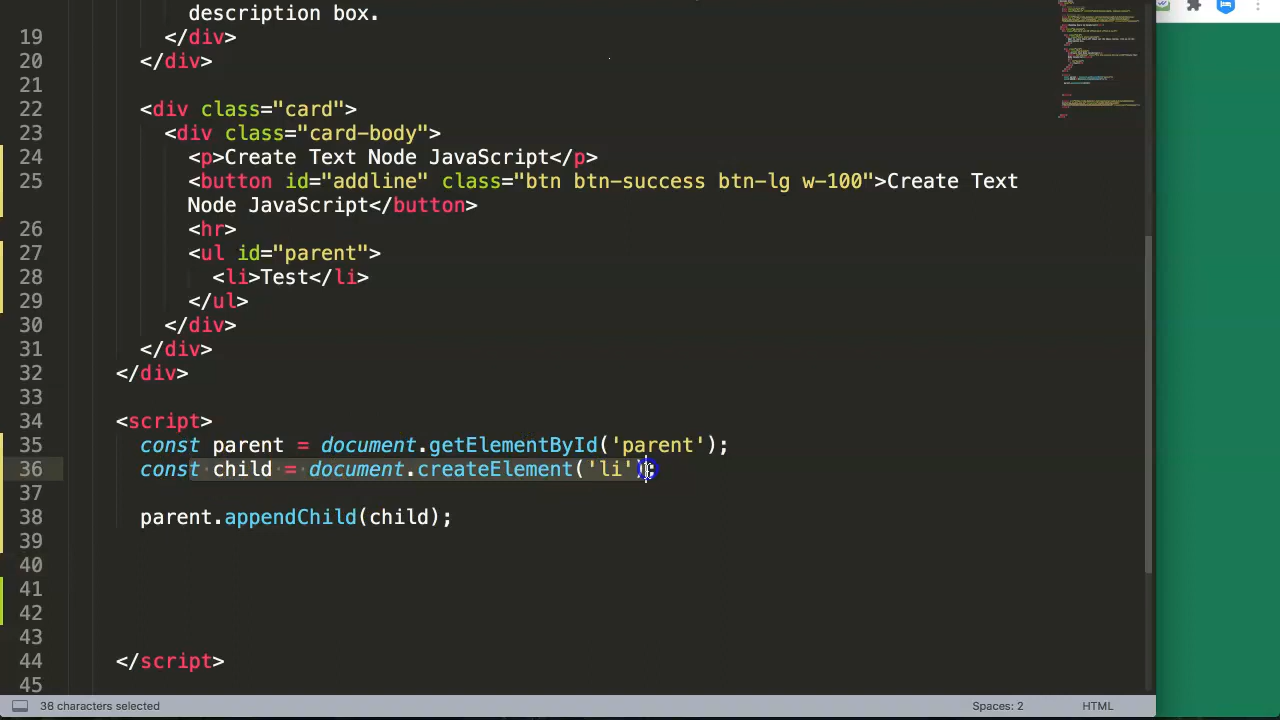 description box.
19 </div>
20 </div>
21
22 <div class="card">
23 <div class="card-body">
24 <p>Create Text Node JavaScript</p>
25 <button id="addline" class="btn btn-success btn-lg w-100">Create Text
Node JavaScript</button>
26 <hr>
27 <ul id="parent">
28 <li>Test</li>
29 </ul>
30 </div>
31 </div>
32 </div>
33
34 <script>
35 const parent = document.getElementById('parent');
36 const child = document.createElement('li');
37
38 parent.appendChild(child);
39
40
41
42
43
44 </script>
45
38 characters selected
Spaces: 2
HTML